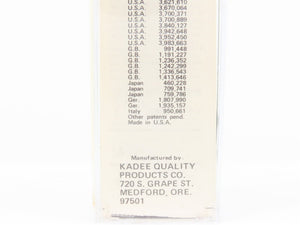 U.S.A. 3,621,610
U.S.A. 3,670,064
U.S.A. 3,700,371
U.S.A. 3,700,889
U.S.A. 3,840,127
U.S.A. 3,942,648
U.S.A. 3,952,450
U.S.A. 3,983,663
G.B. 981,448
G.B. 1,191,227
G.B. 1,236,352
G.B. 1,242,299
G.B. 1,336,543
G.B. 1,413,646
Japan 460,228
Japan 709,741
Japan 759,786
Ger. 1,807,990
Ger. 1,935,157
Italy 950,661
Other patents pend.
Made in U.S.A.
Manufactured by
KADEE QUALITY
PRODUCTS CO.
720 S. GRAPE ST.
MEDFORD, ORE.
97501